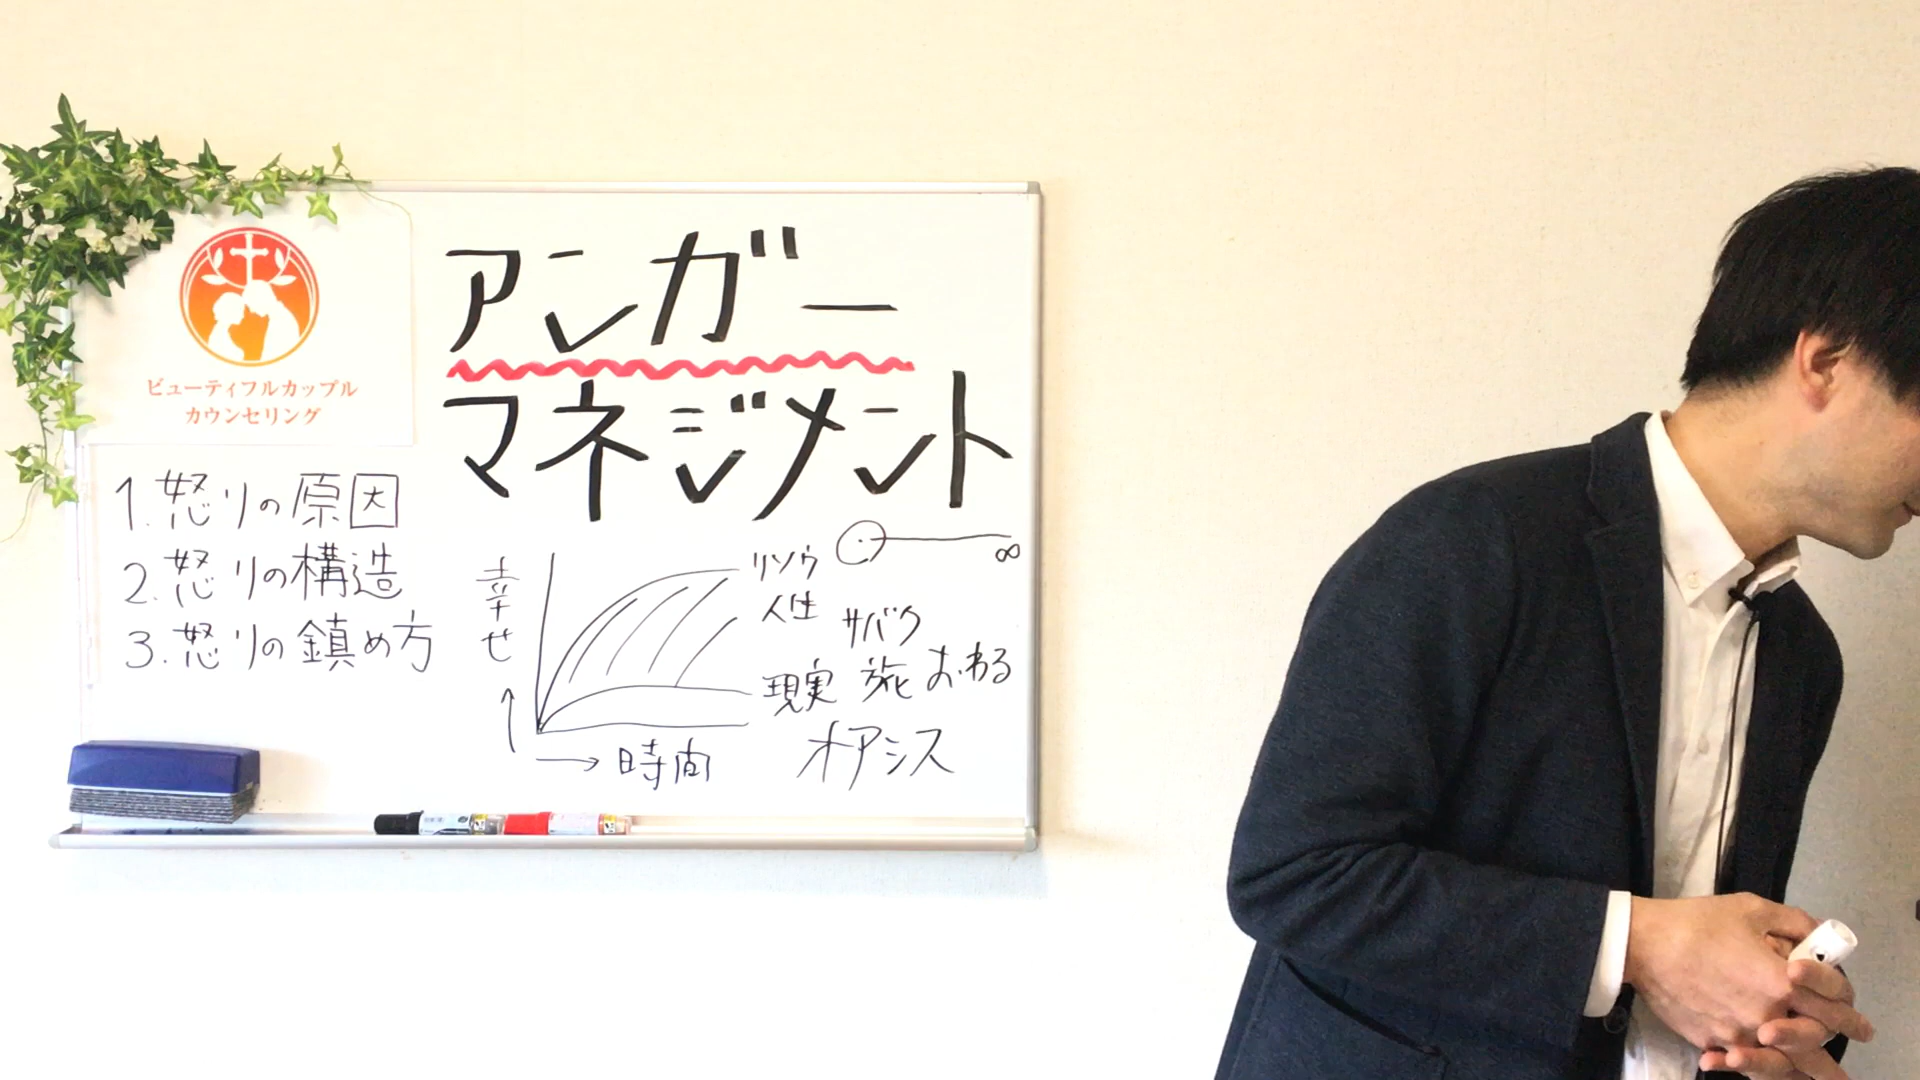 ビューティフルカップル
カウンセリング
アンガー
マネジメント
1. 怒りの原因
2. 怒りの構造
3. 怒りの鎮め方
幸せ
↑
→ 時間
リソウ
人生
現実
∞
サバク
旅 おわる
オアシス